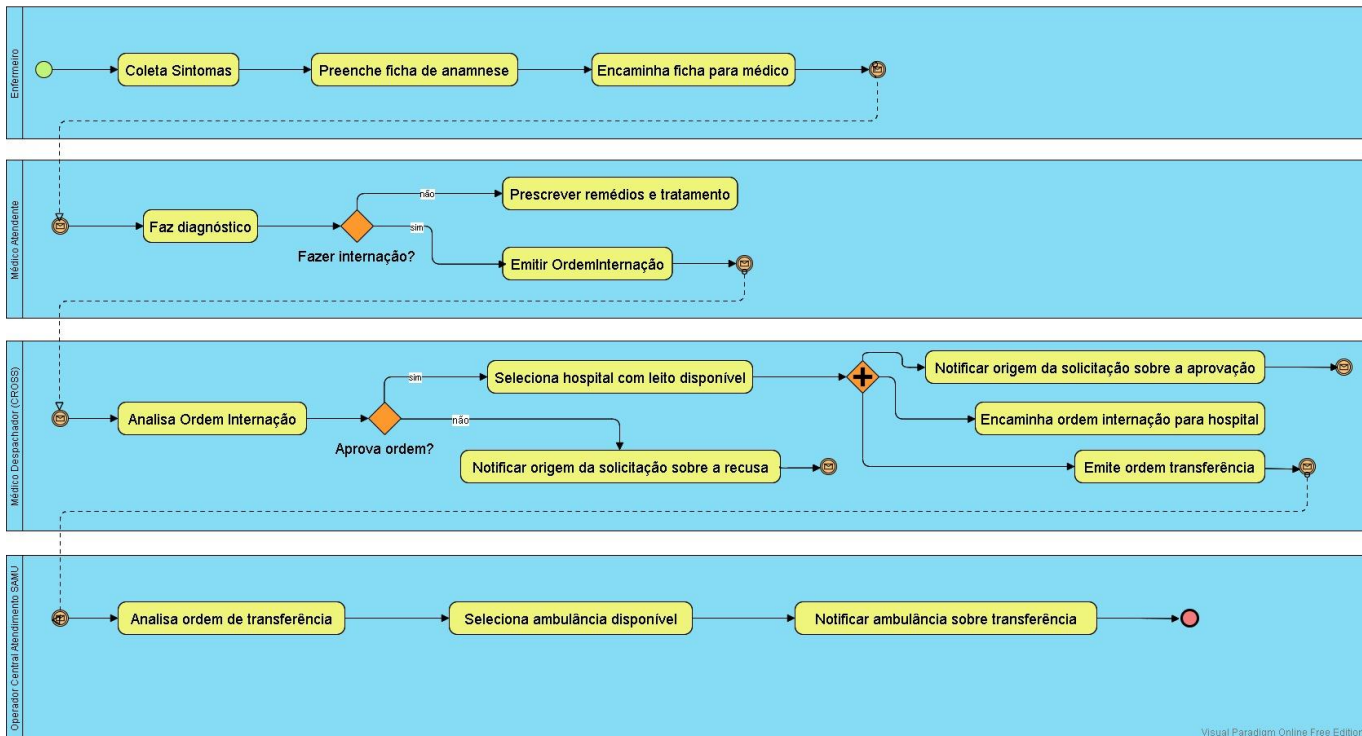 Enfermeiro
Coleta Sintomas
Preenche ficha de anamnese
Encaminha ficha para médico
Médico Atendente
Faz diagnóstico
Fazer internação?
não
Prescrever remédios e tratamento
sim
Emitir OrdemInternação
Médico Despachador (CROSS)
Analisa Ordem Internação
Aprova ordem?
sim
Seleciona hospital com leito disponível
não
Notificar origem da solicitação sobre a recusa
Notificar origem da solicitação sobre a aprovação
Encaminha ordem internação para hospital
Emite ordem transferência
Operador Central Atendimento SAMU
Analisa ordem de transferência
Seleciona ambulância disponível
Notificar ambulância sobre transferência
Visual Paradigm Online Free Edition